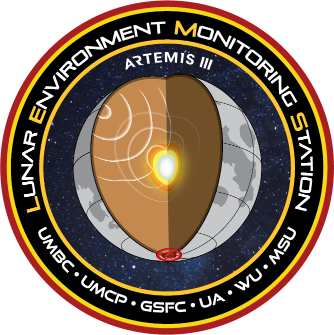 LUNAR ENVIRONMENT MONITORING STATION
ARTEMIS III
UMBC • UMCP • GSFC • UA • WU • MSU